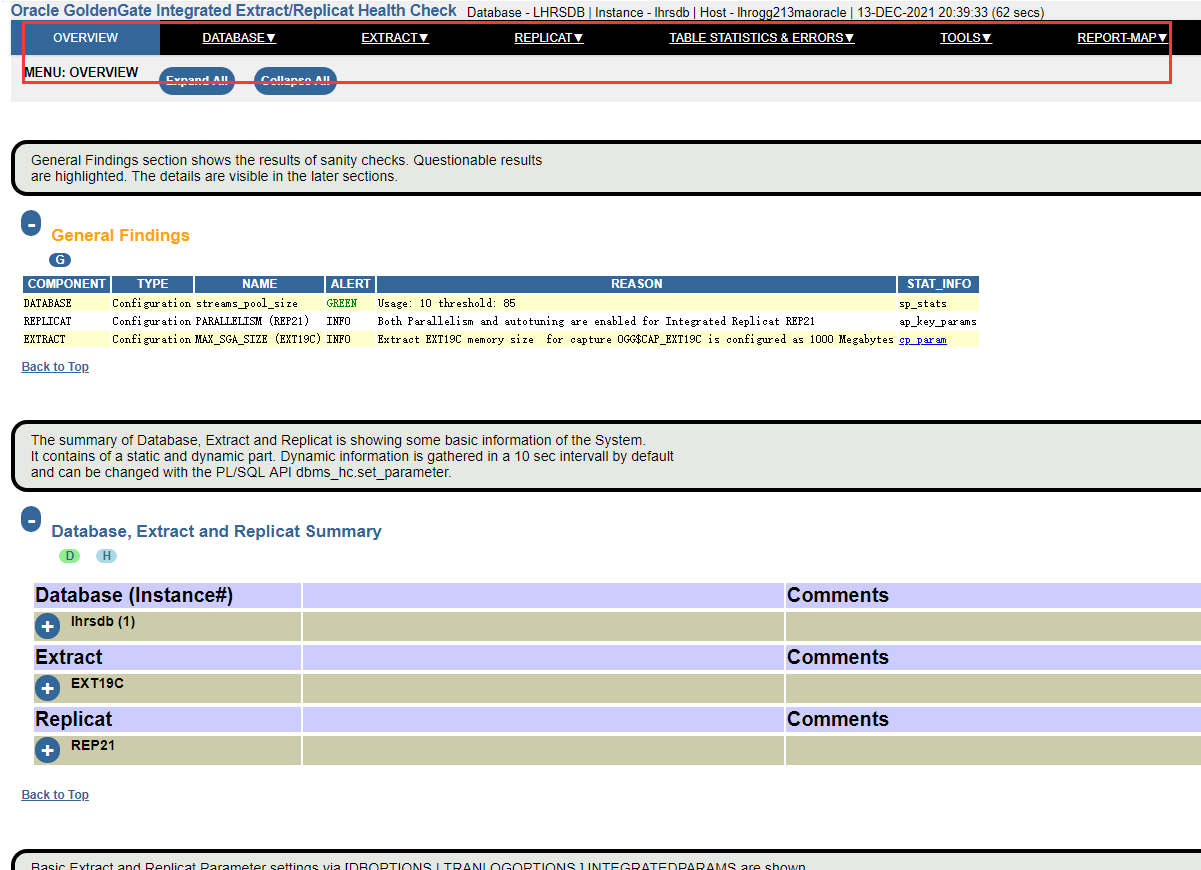 Oracle GoldenGate Integrated Extract/Replicat Health Check Database - LHRSDB | Instance - lhrsdb | Host - lhrogg213maoracle | 13-DEC-2021 20:39:33 (62 secs)
OVERVIEW DATABASE▼ EXTRACT▼ REPLICAT▼ TABLE STATISTICS & ERRORS▼ TOOLS▼ REPORT-MAP▼
MENU: OVERVIEW Expand All Collapse All
General Findings section shows the results of sanity checks. Questionable results
are highlighted. The details are visible in the later sections.
-
General Findings
G
COMPONENT TYPE NAME ALERT REASON STAT_INFO
DATABASE Configuration streams_pool_size GREEN Usage: 10 threshold: 85 sp_stats
REPLICAT Configuration PARALLELISM (REP21) INFO Both Parallelism and autotuning are enabled for Integrated Replicat REP21 ap_key_params
EXTRACT Configuration MAX_SGA_SIZE (EXT19C) INFO Extract EXT19C memory size for capture OGG$CAP_EXT19C is configured as 1000 Megabytes cp_param
Back to Top
The summary of Database, Extract and Replicat is showing some basic information of the System.
It contains of a static and dynamic part. Dynamic information is gathered in a 10 sec intervall by default
and can be changed with the PL/SQL API dbms_hc.set_parameter.
-
Database, Extract and Replicat Summary
D H
Database (Instance#) Comments
+ lhrsdb (1)
Extract Comments
+ EXT19C
Replicat Comments
+ REP21
Back to Top
Basic Extract and Replicat Parameter settings via [DBOPTIONS | TRANLOGOPTIONS ] INTEGRATEDPARAMS are shown